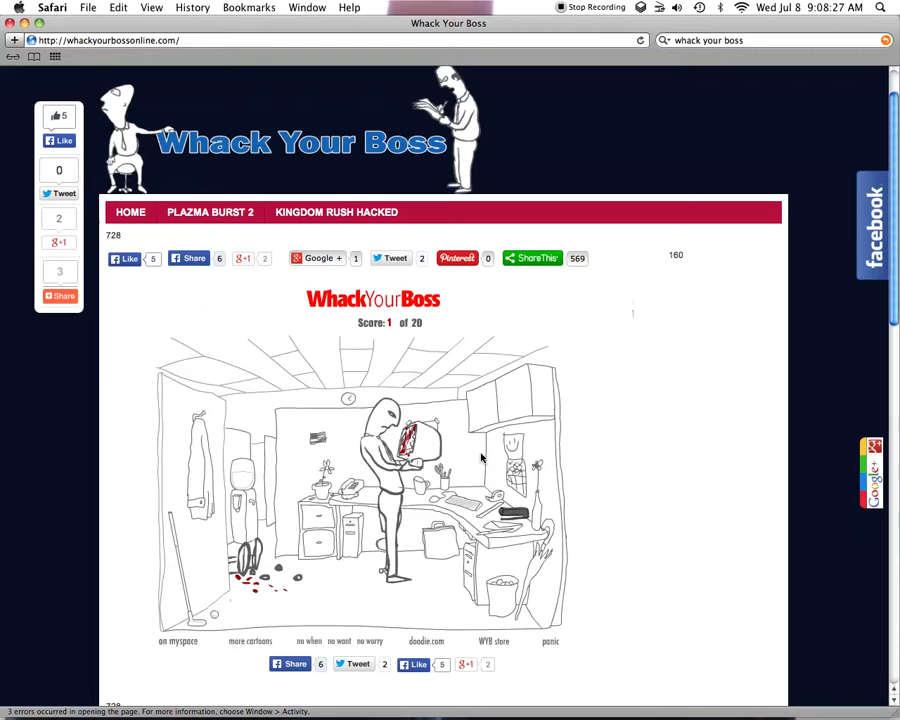 Safari File Edit View History Bookmarks Window Help Stop Recording Wed Jul 8 9:08:27 AM
Whack Your Boss
http://whackyourbossonline.com/ whack your boss
5
Like
0
Tweet
2
+1
3
Share
Whack Your Boss
facebook
HOME PLAZMA BURST 2 KINGDOM RUSH HACKED
728
160
Like 5 Share 6 g+1 2 Google + 1 Tweet 2 Pinterest 0 ShareThis 569
WhackYourBoss
Score: 1 of 20
Google+
on myspace more cartoons no when no want no worry doodie.com WYB store panic
Share 6 Tweet 2 Like 5 g+1 2
728
3 errors occurred in opening the page. For more information, choose Window > Activity.